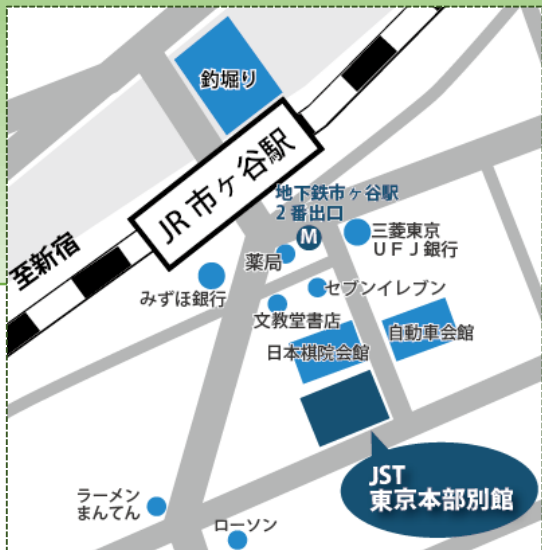 釣堀り
JR 市ヶ谷駅
至新宿
地下鉄市ヶ谷駅
2 番出口
M
三菱東京
UFJ銀行
薬局
みずほ銀行
セブンイレブン
文教堂書店
日本棋院会館
自動車会館
JST
東京本部別館
ラーメン
まんてん
ローソン